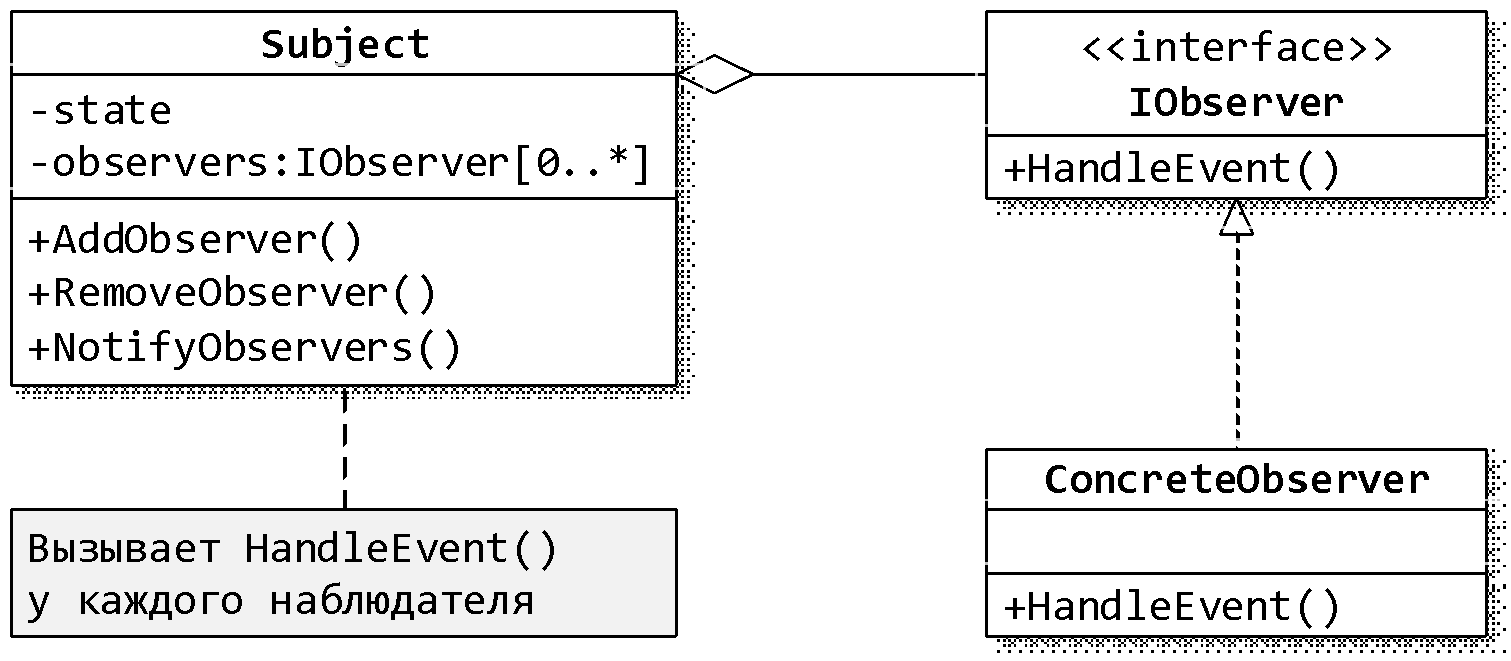 Subject
-state
-observers:IObserver[0..*]
+AddObserver()
+RemoveObserver()
+NotifyObservers()
Вызывает HandleEvent()
у каждого наблюдателя
<<interface>>
IObserver
+HandleEvent()
ConcreteObserver
+HandleEvent()